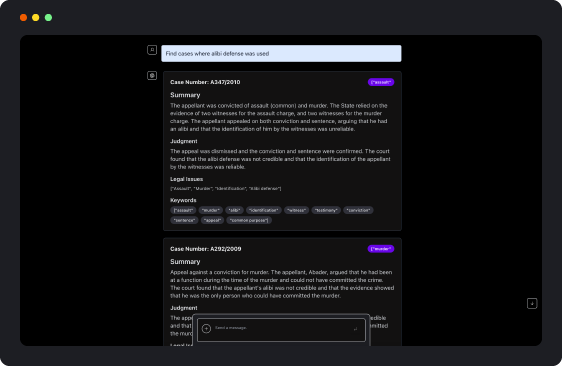 Find cases where alibi defense was used
Case Number: A347/2010
["assault"
Summary
The appellant was convicted of assault (common) and murder. The State relied on the
evidence of two witnesses for the assault charge, and two witnesses for the murder
charge. The appellant appealed on both conviction and sentence, arguing that he had
an alibi and that the identification of him by the witnesses was unreliable.
Judgment
The appeal was dismissed and the conviction and sentence were confirmed. The court
found that the alibi defense was not credible and that the identification of the appellant
by the witnesses was reliable.
Legal Issues
["Assault", "Murder", "Identification", "Alibi defense"]
Keywords
["assault" "murder" "alibi" "identification" "witness" "testimony" "conviction"
"sentence" "appeal" "common purpose"]
Case Number: A292/2009
["murder"
Summary
Appeal against a conviction for murder. The appellant, Abader, argued that he had been
at a function during the time of the murder and could not have committed the crime.
The court found that the appellant's alibi was not credible and that the evidence showed
that he was the only person who could have committed the murder.
Judgment
The appe
edible
and that
mitted
the murd
Send a message.